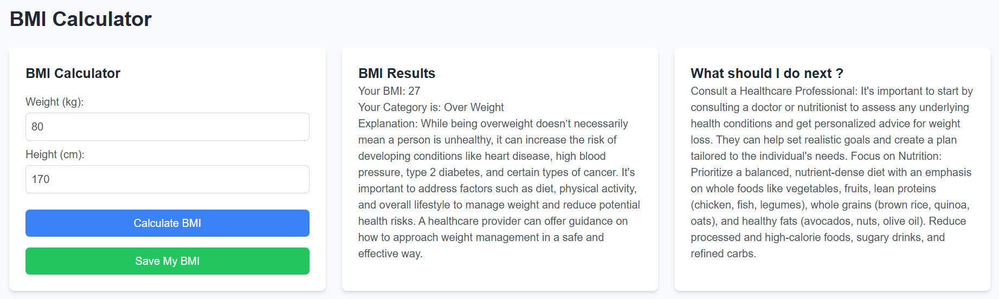 BMI Calculator
BMI Calculator
Weight (kg):
80
Height (cm):
170
Calculate BMI
Save My BMI
BMI Results
Your BMI: 27
Your Category is: Over Weight
Explanation: While being overweight doesn’t necessarily
mean a person is unhealthy, it can increase the risk of
developing conditions like heart disease, high blood
pressure, type 2 diabetes, and certain types of cancer. It's
important to address factors such as diet, physical activity,
and overall lifestyle to manage weight and reduce potential
health risks. A healthcare provider can offer guidance on
how to approach weight management in a safe and
effective way.
What should I do next ?
Consult a Healthcare Professional: It's important to start by
consulting a doctor or nutritionist to assess any underlying
health conditions and get personalized advice for weight
loss. They can help set realistic goals and create a plan
tailored to the individual's needs. Focus on Nutrition:
Prioritize a balanced, nutrient-dense diet with an emphasis
on whole foods like vegetables, fruits, lean proteins
(chicken, fish, legumes), whole grains (brown rice, quinoa,
oats), and healthy fats (avocados, nuts, olive oil). Reduce
processed and high-calorie foods, sugary drinks, and
refined carbs.